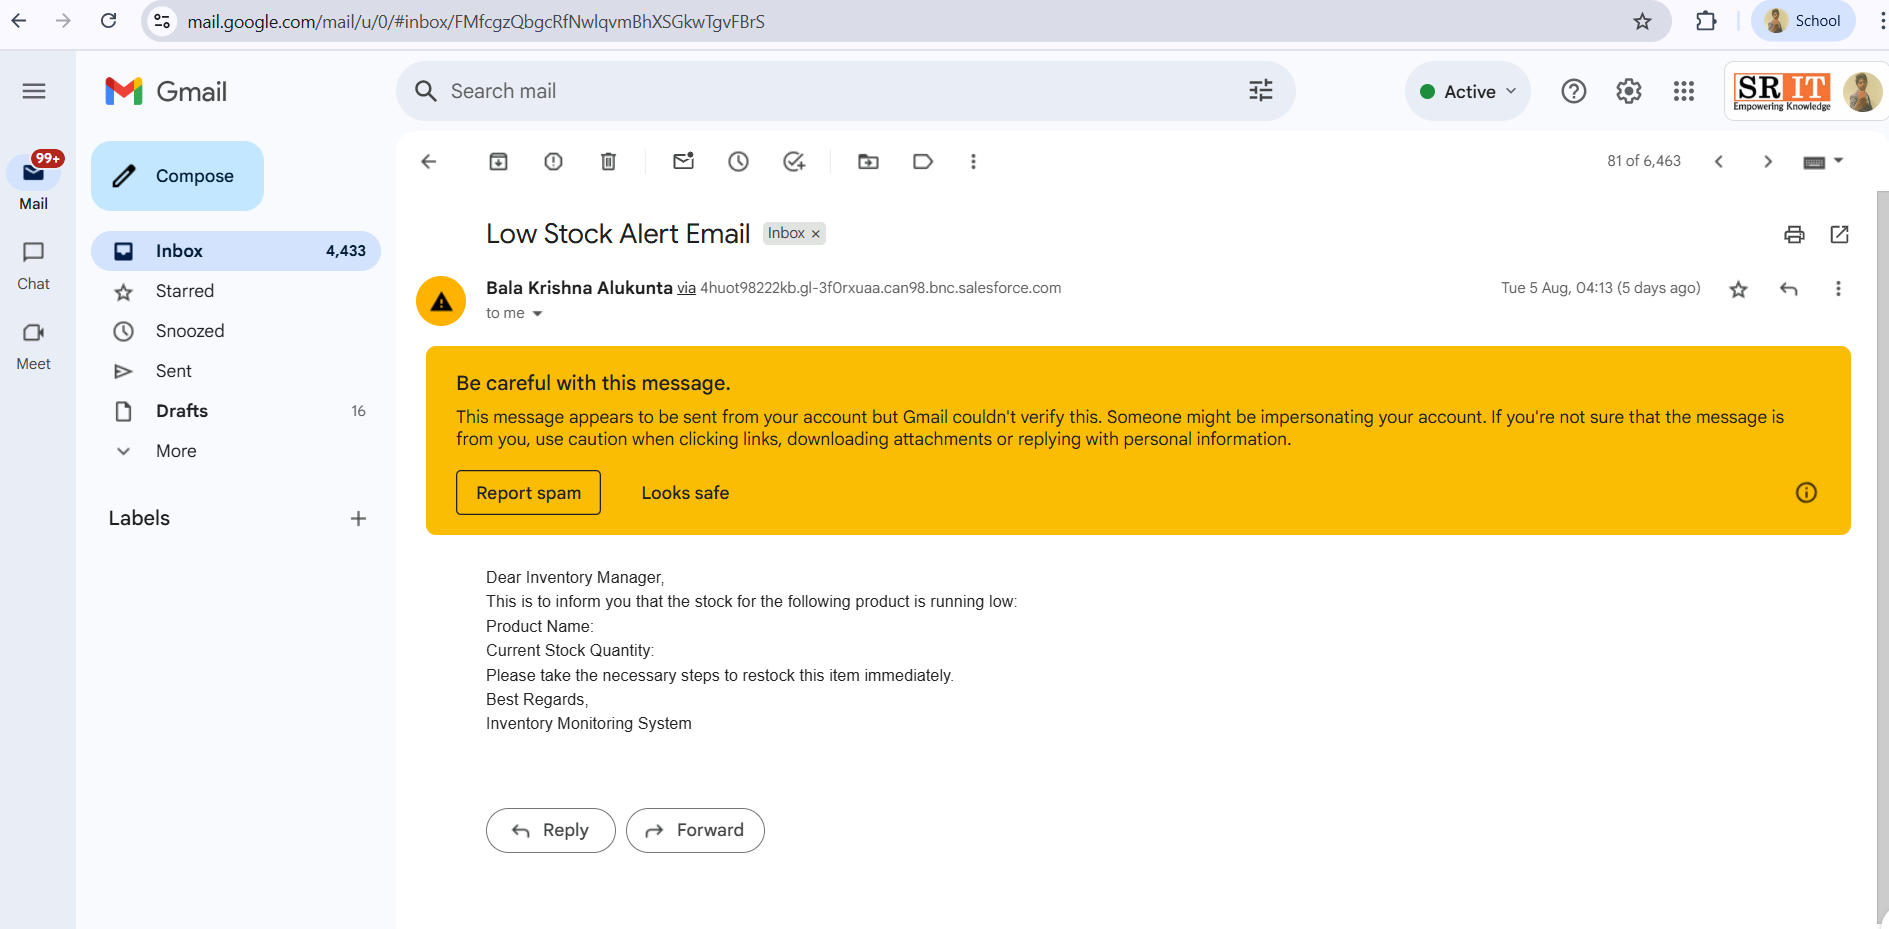 mail.google.com/mail/u/0/#inbox/FMfcgzQbgcRfNwlqvmBhXSGkwTgvFBrS
School
Gmail
Search mail
Active
SRIT
Empowering Knowledge
99+
Mail
Chat
Meet
Compose
Inbox 4,433
Starred
Snoozed
Sent
Drafts 16
More
Labels
81 of 6,463
Low Stock Alert Email Inbox ×
Bala Krishna Alukunta via 4huot98222kb.gl-3f0rxuaa.can98.bnc.salesforce.com
Tue 5 Aug, 04:13 (5 days ago)
to me
Be careful with this message.
This message appears to be sent from your account but Gmail couldn't verify this. Someone might be impersonating your account. If you're not sure that the message is
from you, use caution when clicking links, downloading attachments or replying with personal information.
Report spam
Looks safe
Dear Inventory Manager,
This is to inform you that the stock for the following product is running low:
Product Name:
Current Stock Quantity:
Please take the necessary steps to restock this item immediately.
Best Regards,
Inventory Monitoring System
Reply
Forward